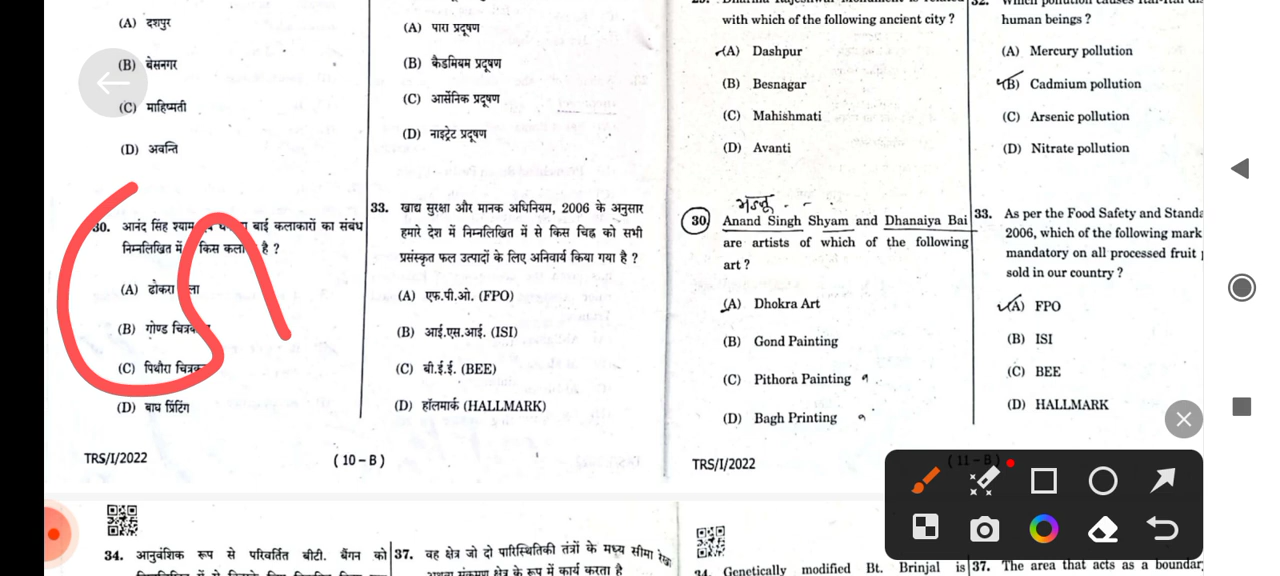 (A) दशपुर
(B) बेसनगर
(C) माहिष्मती
(D) अवन्ति
30. आनंद सिंह श्याम बाई कलाकारों का संबंध
निम्नलिखित में किस कला है ?
(A) ढोकरा
(B) गोण्ड
(C) पिथौरा
(D) बाघ प्रिंटिंग
TRS/I/2022
( 10 – B )
(A) पारा प्रदूषण
(B) कैडमियम प्रदूषण
(C) आर्सेनिक प्रदूषण
(D) नाइट्रेट प्रदूषण
33. खाद्य सुरक्षा और मानक अधिनियम, 2006 के अनुसार
हमारे देश में निम्नलिखित में से किस चिह्न को सभी
प्रसंस्कृत फल उत्पादों के लिए अनिवार्य किया गया है ?
(A) एफ.पी.ओ. (FPO)
(B) आई.एस.आई. (ISI)
(C) बी.ई.ई. (BEE)
(D) हॉलमार्क (HALLMARK)
with which of the following ancient city ?
(A) Dashpur
(B) Besnagar
(C) Mahishmati
(D) Avanti
30. Anand Singh Shyam and Dhanaiya Bai
are artists of which of the following
art ?
(A) Dhokra Art
(B) Gond Painting
(C) Pithora Painting
(D) Bagh Printing
TRS/I/2022
( 11 – B )
human beings ?
(A) Mercury pollution
(B) Cadmium pollution
(C) Arsenic pollution
(D) Nitrate pollution
33. As per the Food Safety and Standa
2006, which of the following mark
mandatory on all processed fruit
sold in our country ?
(A) FPO
(B) ISI
(C) BEE
(D) HALLMARK
34. आनुवंशिक रूप से परिवर्तित बीटी. बैंगन को
37. वह क्षेत्र जो दो पारिस्थितिकी तंत्रों के मध्य सीमा रेखा
अथवा संक्रमण क्षेत्र के रूप में कार्य करता है
34. Genetically modified Bt. Brinjal is
37. The area that acts as a boundary